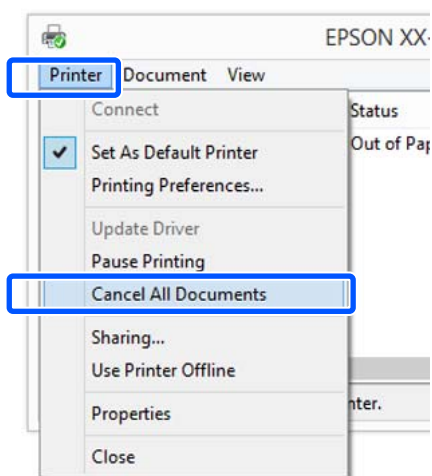 EPSON XX-
Printer Document View
Connect
Status
Set As Default Printer
Out of Pap
Printing Preferences...
Update Driver
Pause Printing
Cancel All Documents
Sharing...
Use Printer Offline
Properties
nter.
Close